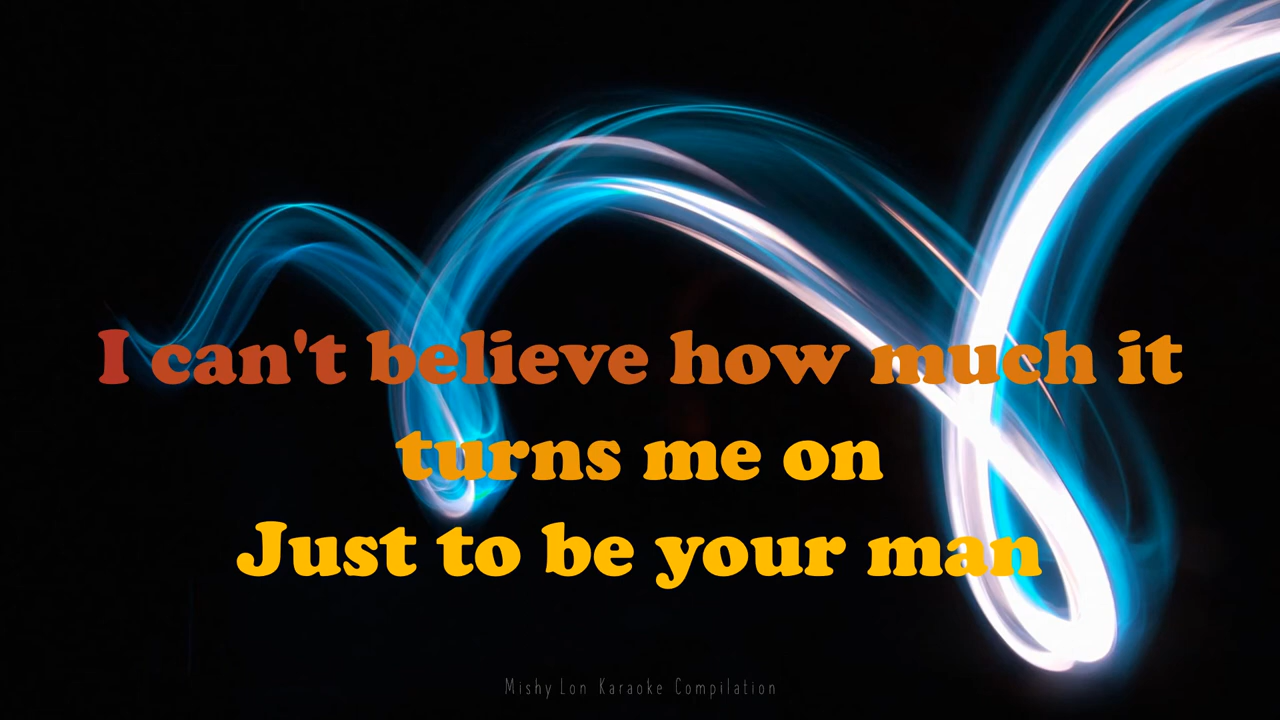 I can't believe how much it
turns me on
Just to be your man
Mishy Lon Karaoke Compilation